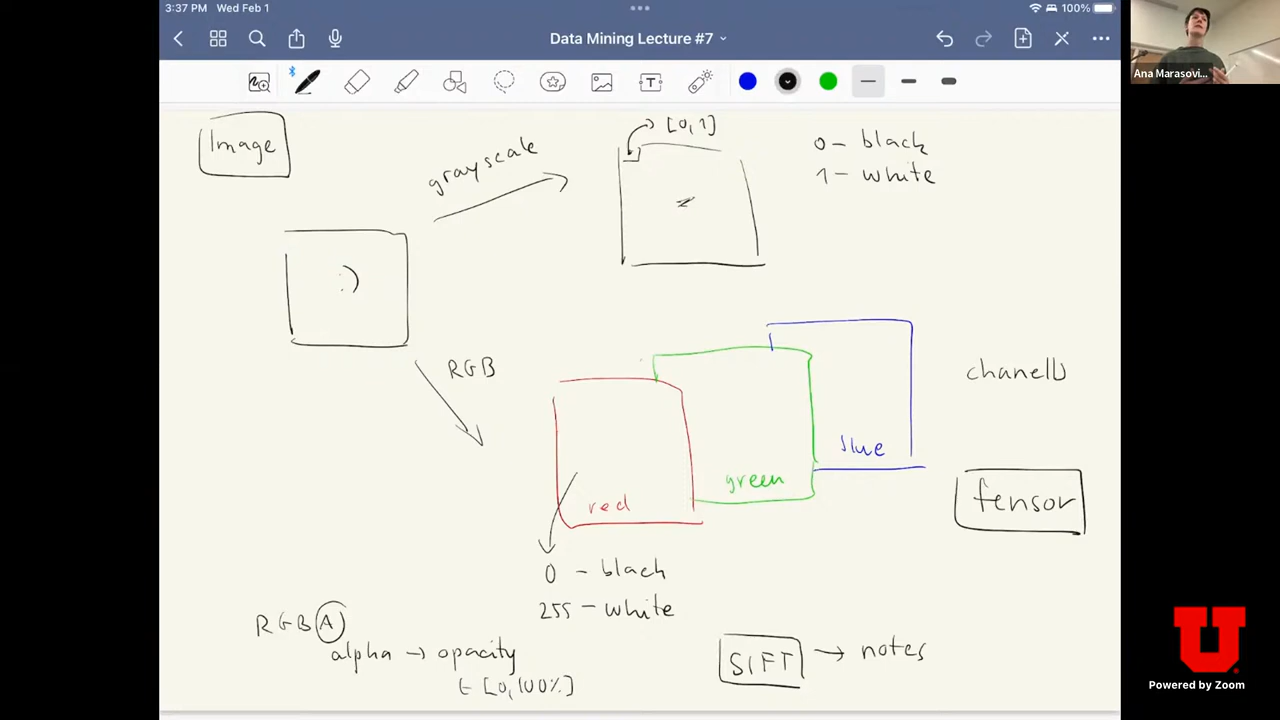 3:37 PM Wed Feb 1
100%
Data Mining Lecture #7
Ana Marasovi...
Image
grayscale
[0,1]
0 - black
1 - white
:)
RGB
chanells
red
green
blue
tensor
0 - black
255 - white
RGBA
alpha → opacity
∈ [0,100%]
SIFT → notes
U
Powered by Zoom